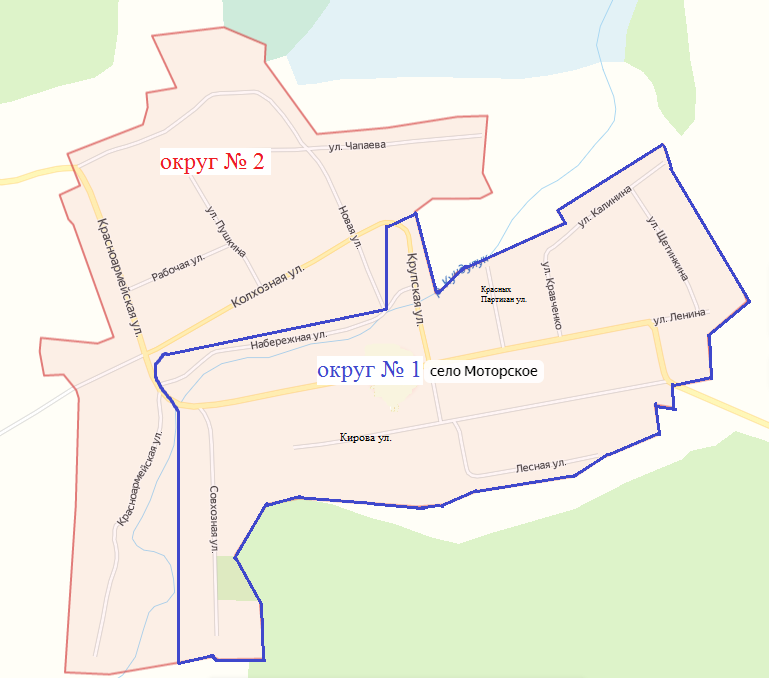 ул. Чапаева
округ № 2
ул. Калинина
ул. Пушкина
Новая ул.
ул. Щетинкина
Красноармейская ул.
Рабочая ул.
Колхозная ул.
Крупская ул.
Кундулук
Красных
Партизан ул.
ул. Кравченко
ул. Ленина
Набережная ул.
округ № 1
село Моторское
Кирова ул.
Красноармейская ул.
Лесная ул.
Совхозная ул.